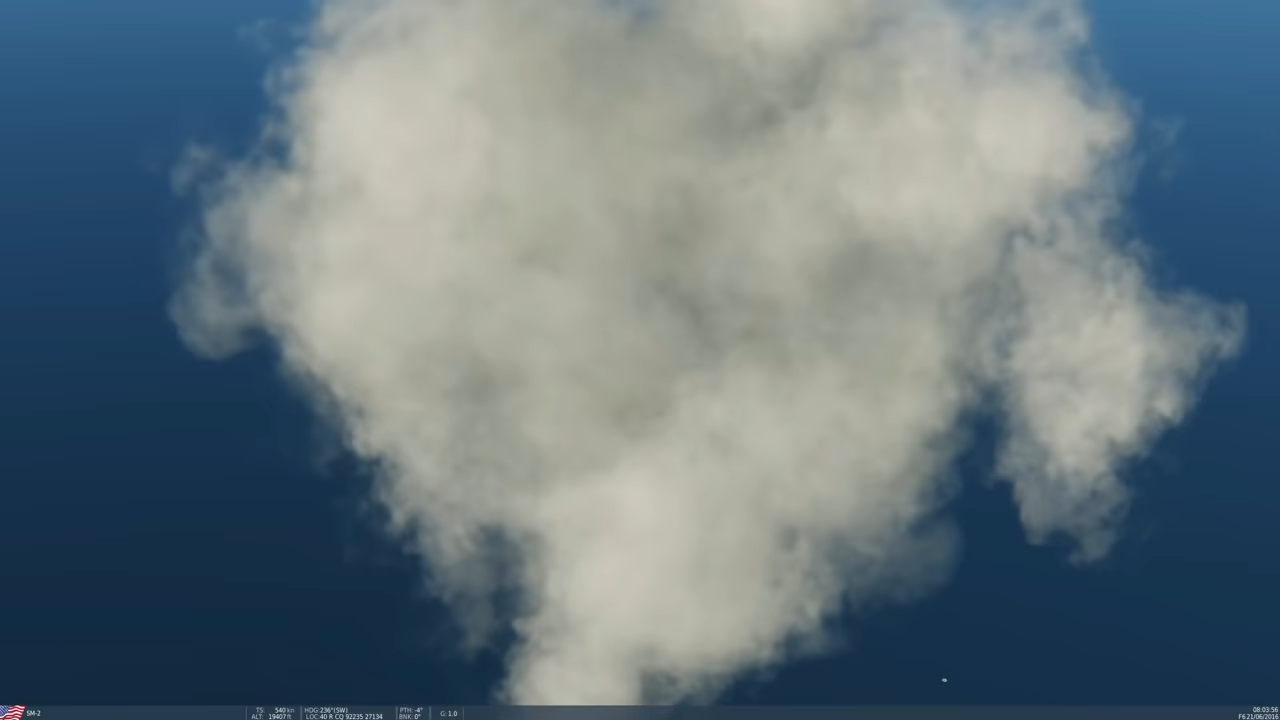 SM-2
TS: 540 kn
ALT: 19407 ft
HDG: 236°(SW)
LOC: 40 R CQ 92235 27134
PTH: -4°
BNK: 0°
G: 1.0
08:03:56
F6 21/06/2016